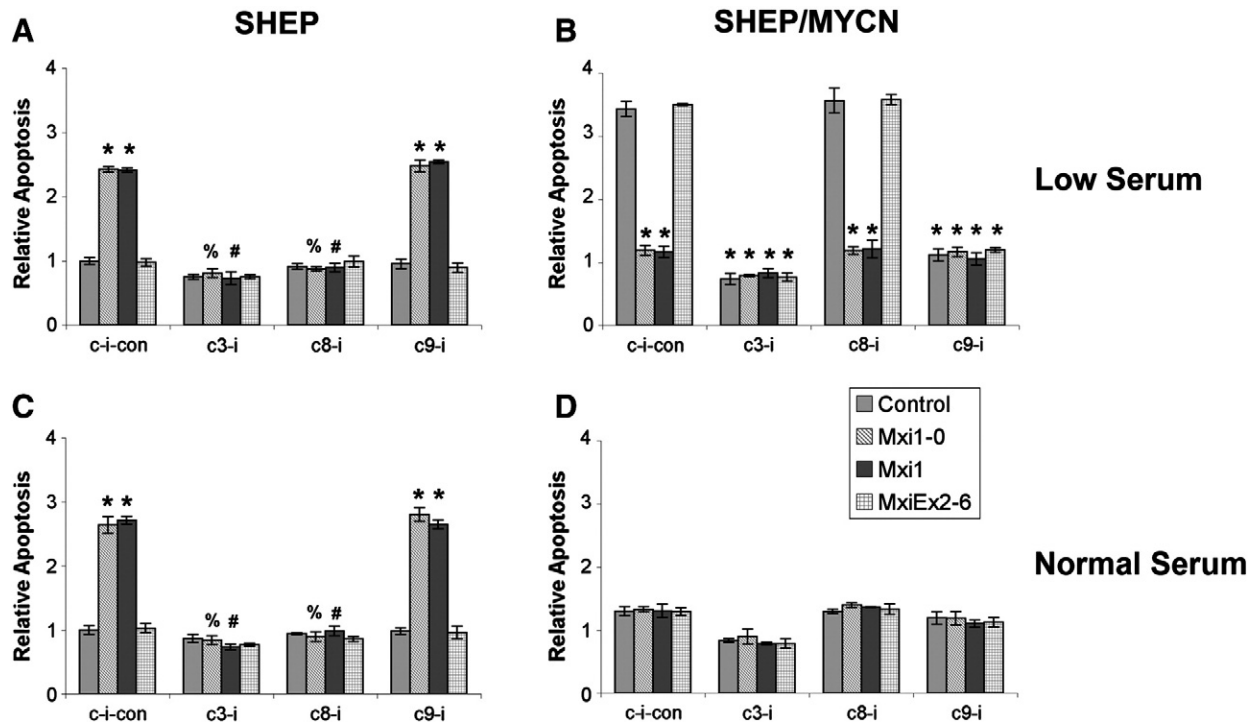 SHEP
SHEP/MYCN
A
B
Relative Apoptosis
4
3
2
1
0
* *
% #
% #
* *
c-i-con c3-i c8-i c9-i
Relative Apoptosis
4
3
2
1
0
* *
* * * *
* *
* * * *
c-i-con c3-i c8-i c9-i
Low Serum
C
D
Relative Apoptosis
4
3
2
1
0
* *
% #
% #
* *
c-i-con c3-i c8-i c9-i
Relative Apoptosis
4
3
2
1
0
c-i-con c3-i c8-i c9-i
Control
Mxi1-0
Mxi1
MxiEx2-6
Normal Serum